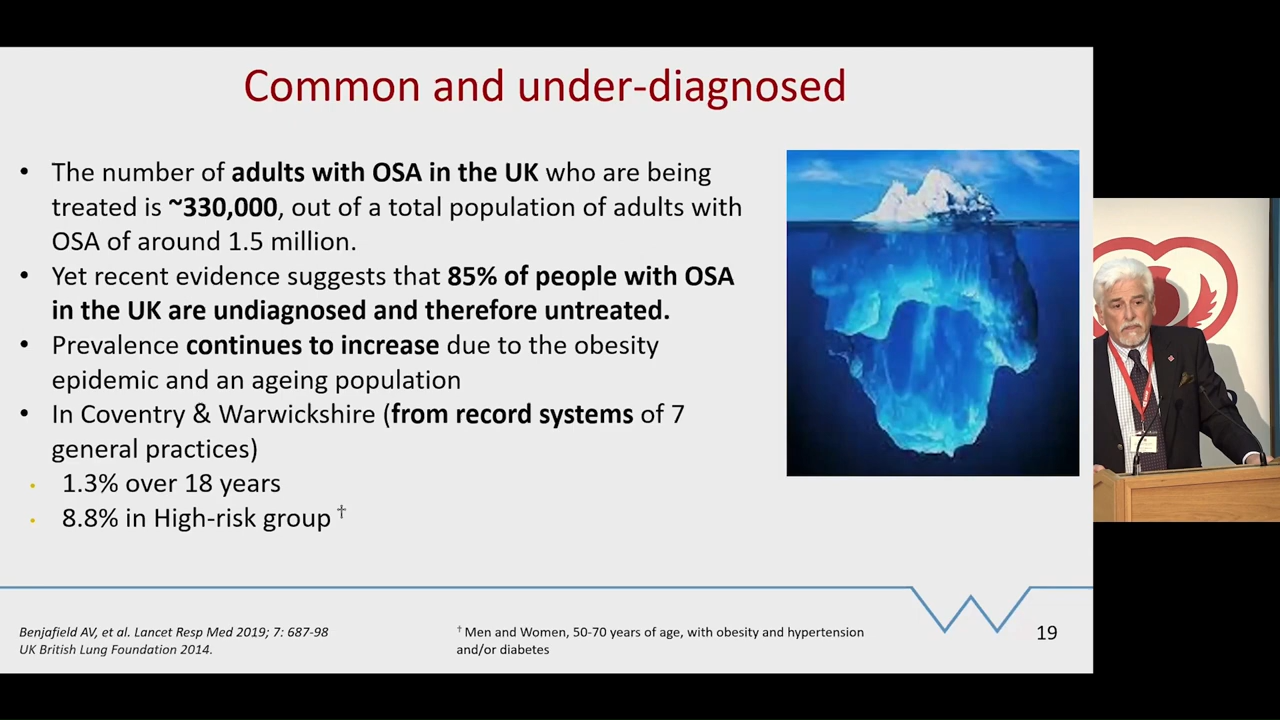 Common and under-diagnosed
• The number of adults with OSA in the UK who are being
treated is ~330,000, out of a total population of adults with
OSA of around 1.5 million.
• Yet recent evidence suggests that 85% of people with OSA
in the UK are undiagnosed and therefore untreated.
• Prevalence continues to increase due to the obesity
epidemic and an ageing population
• In Coventry & Warwickshire (from record systems of 7
general practices)
• 1.3% over 18 years
• 8.8% in High-risk group †
Benjafield AV, et al. Lancet Resp Med 2019; 7: 687-98
UK British Lung Foundation 2014.
† Men and Women, 50-70 years of age, with obesity and hypertension
and/or diabetes
19